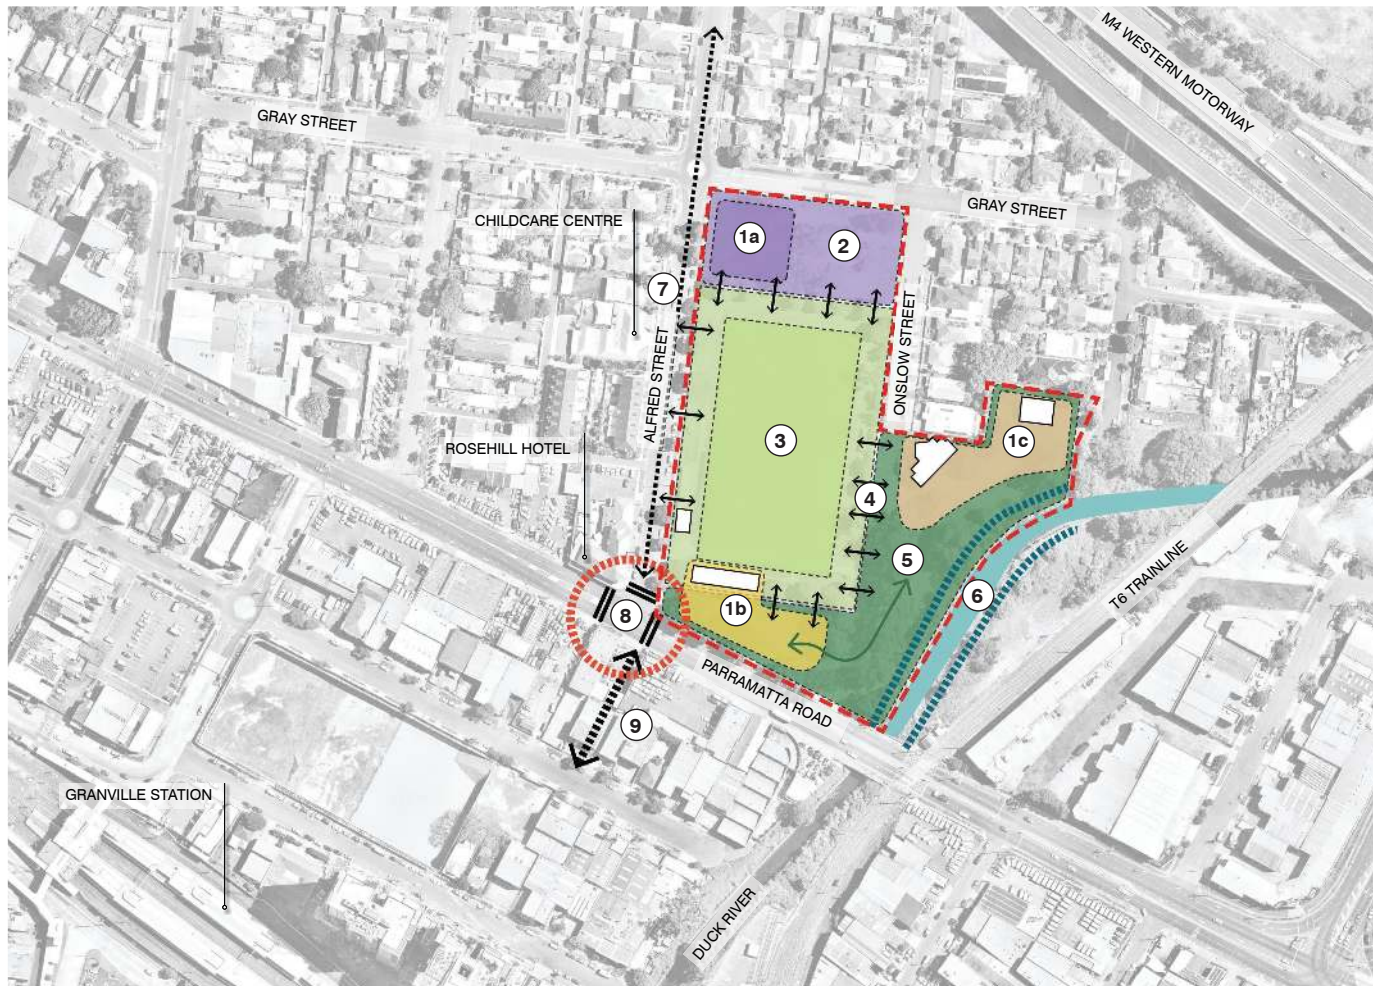 M4 WESTERN MOTORWAY
GRAY STREET
CHILDCARE CENTRE
1a
2
GRAY STREET
7
ONSLOW STREET
ALFRED STREET
ROSEHILL HOTEL
3
1c
4
5
6
T6 TRAINLINE
8
1b
PARRAMATTA ROAD
9
GRANVILLE STATION
DUCK RIVER